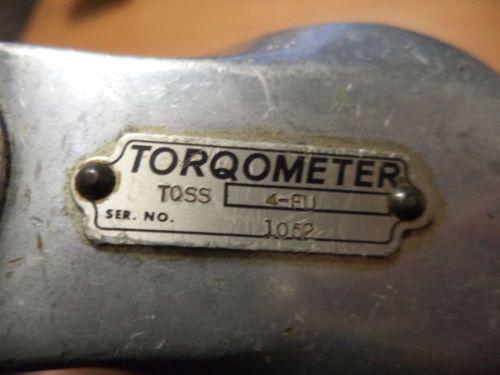 TORQOMETER
TQSS 4-FU
SER. NO. 1052